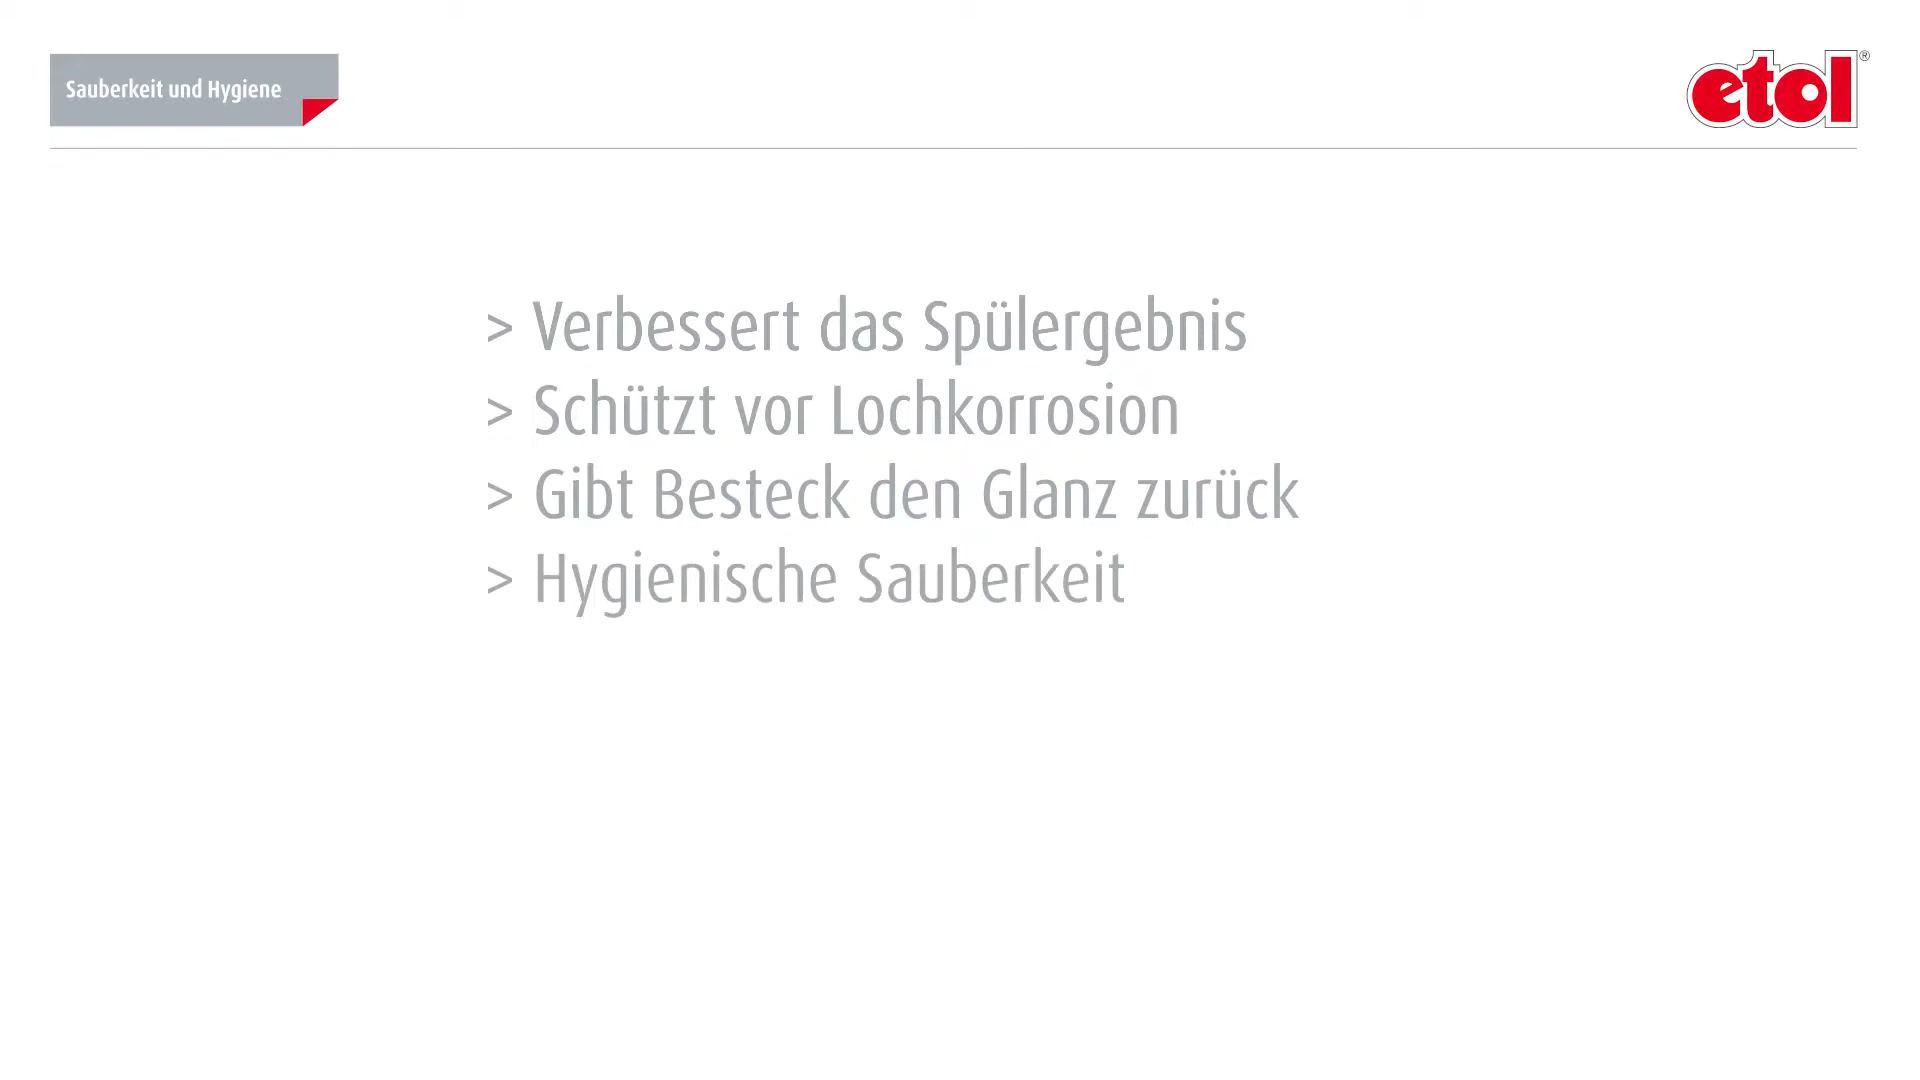 Sauberkeit und Hygiene
etol®
> Verbessert das Spülergebnis
> Schützt vor Lochkorrosion
> Gibt Besteck den Glanz zurück
> Hygienische Sauberkeit